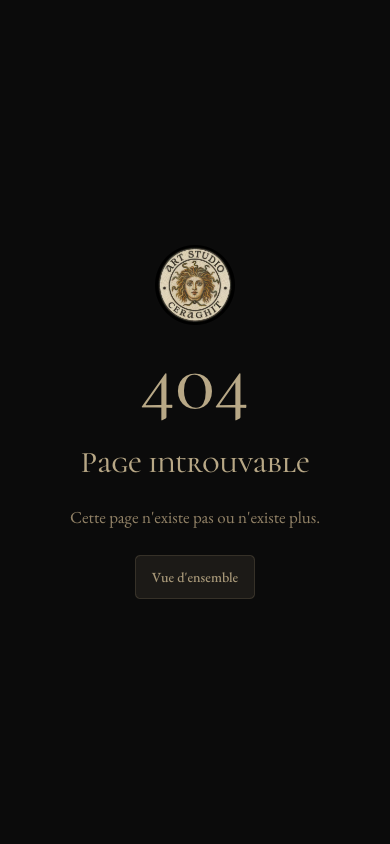 ART STUDIO
CERAGHIT
404
Page introuvable
Cette page n'existe pas ou n'existe plus.
Vue d'ensemble